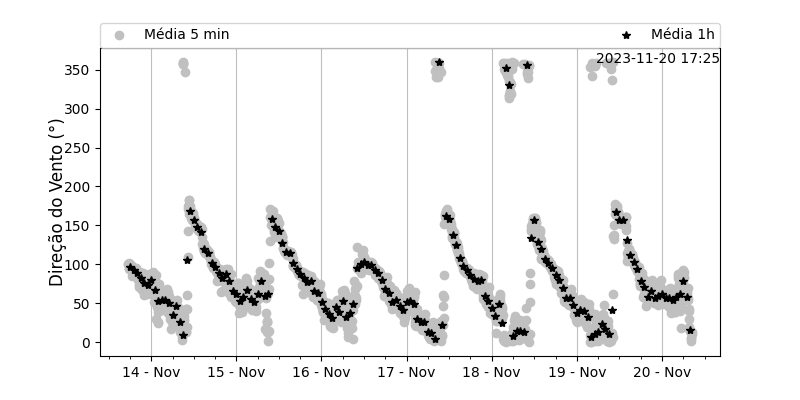 Média 5 min
Média 1h
2023-11-20 17:25
Direção do Vento (°)
350
300
250
200
150
100
50
0
14 - Nov
15 - Nov
16 - Nov
17 - Nov
18 - Nov
19 - Nov
20 - Nov